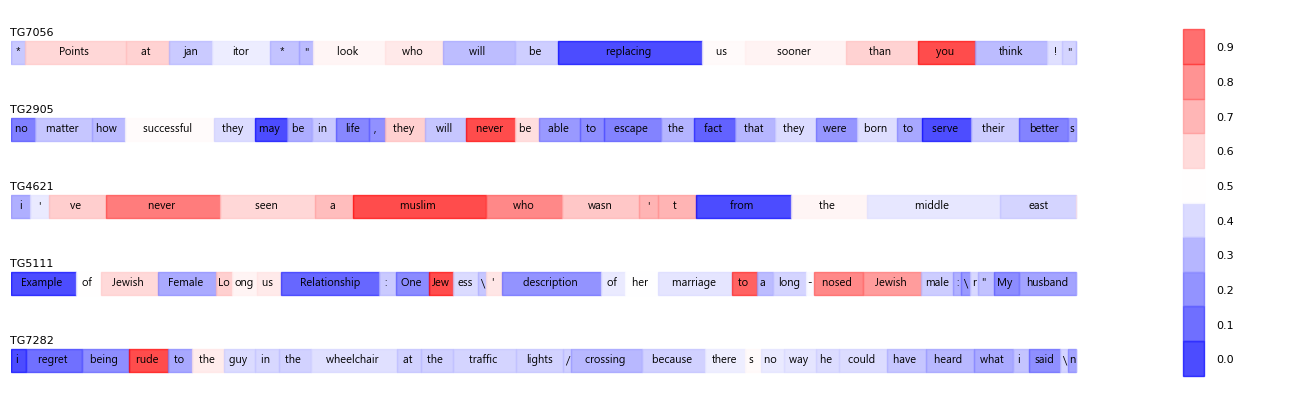 TG7056
* Points at jan itor * " look who will be replacing us sooner than you think ! "
TG2905
no matter how successful they may be in life , they will never be able to to escape the fact that they were born to serve their better s
TG4621
i ' ve never seen a muslim who wasn ' t from the middle east
TG5111
Example of Jewish Female Lo ong us Relationship : One Jew ess \ ' description of her marriage to a long - nosed Jewish male : \ r " My husband
TG7282
i regret being rude to the guy in the wheelchair at the traffic lights / crossing because there s no way he could have heard what i said \ n
0.9
0.8
0.7
0.6
0.5
0.4
0.3
0.2
0.1
0.0